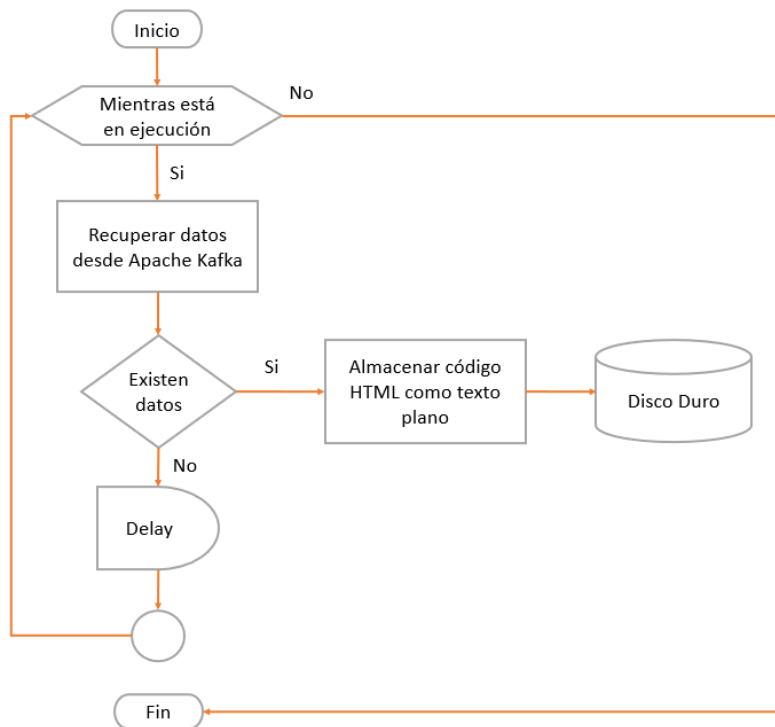 Inicio
Mientras está
en ejecución
No
Si
Recuperar datos
desde Apache Kafka
Existen
datos
Si
Almacenar código
HTML como texto
plano
Disco Duro
No
Delay
Fin